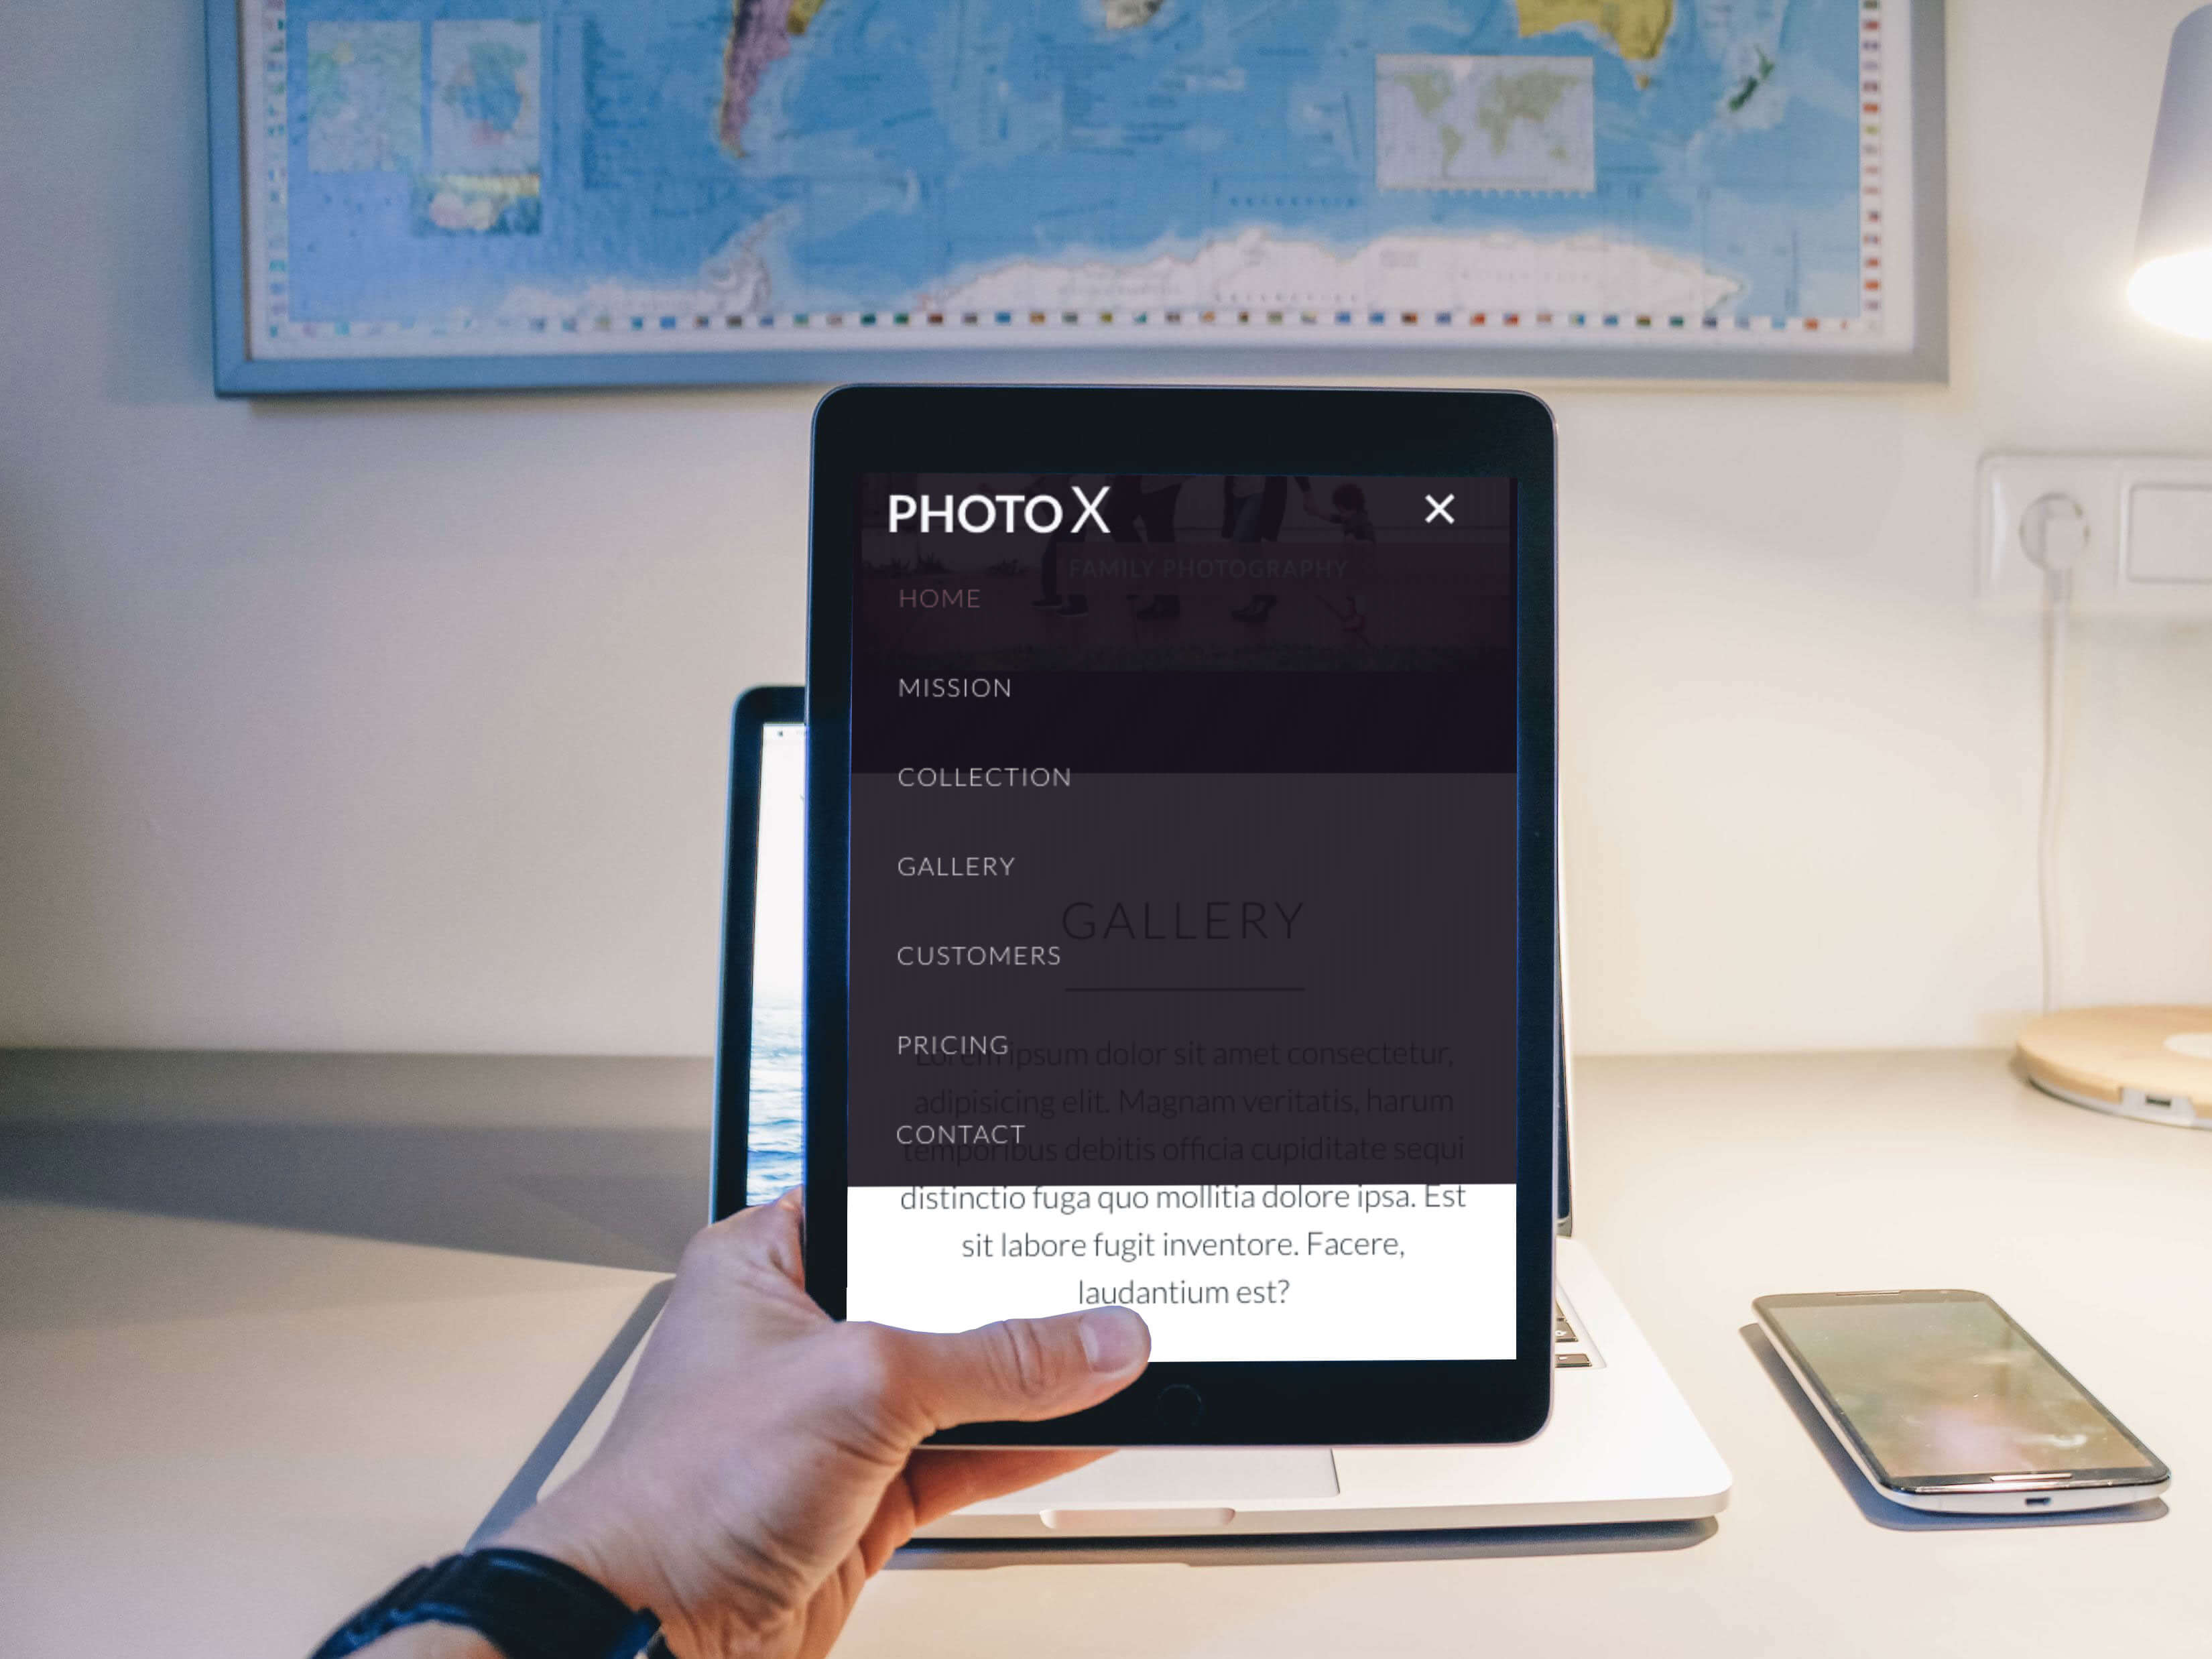 PHOTO X
FAMILY PHOTOGRAPHY
HOME
MISSION
COLLECTION
GALLERY
GALLERY
CUSTOMERS
PRICING
Lorem ipsum dolor sit amet consectetur,
adipisicing elit. Magnam veritatis, harum
CONTACT
temporibus debitis officia cupiditate sequi
distinctio fuga quo mollitia dolore ipsa. Est
sit labore fugit inventore. Facere,
laudantium est?